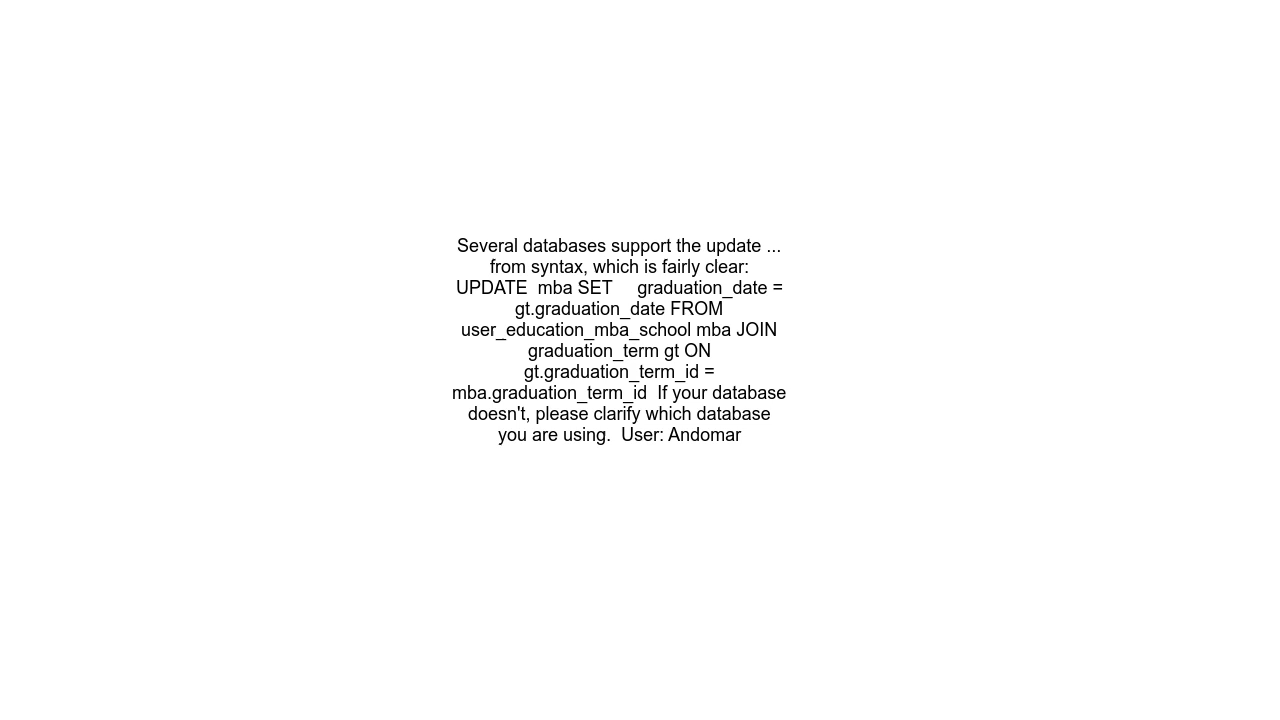 Several databases support the update ...
from syntax, which is fairly clear:
UPDATE  mba SET     graduation_date =
gt.graduation_date FROM
user_education_mba_school mba JOIN
graduation_term gt ON
gt.graduation_term_id =
mba.graduation_term_id  If your database
doesn't, please clarify which database
you are using.  User: Andomar